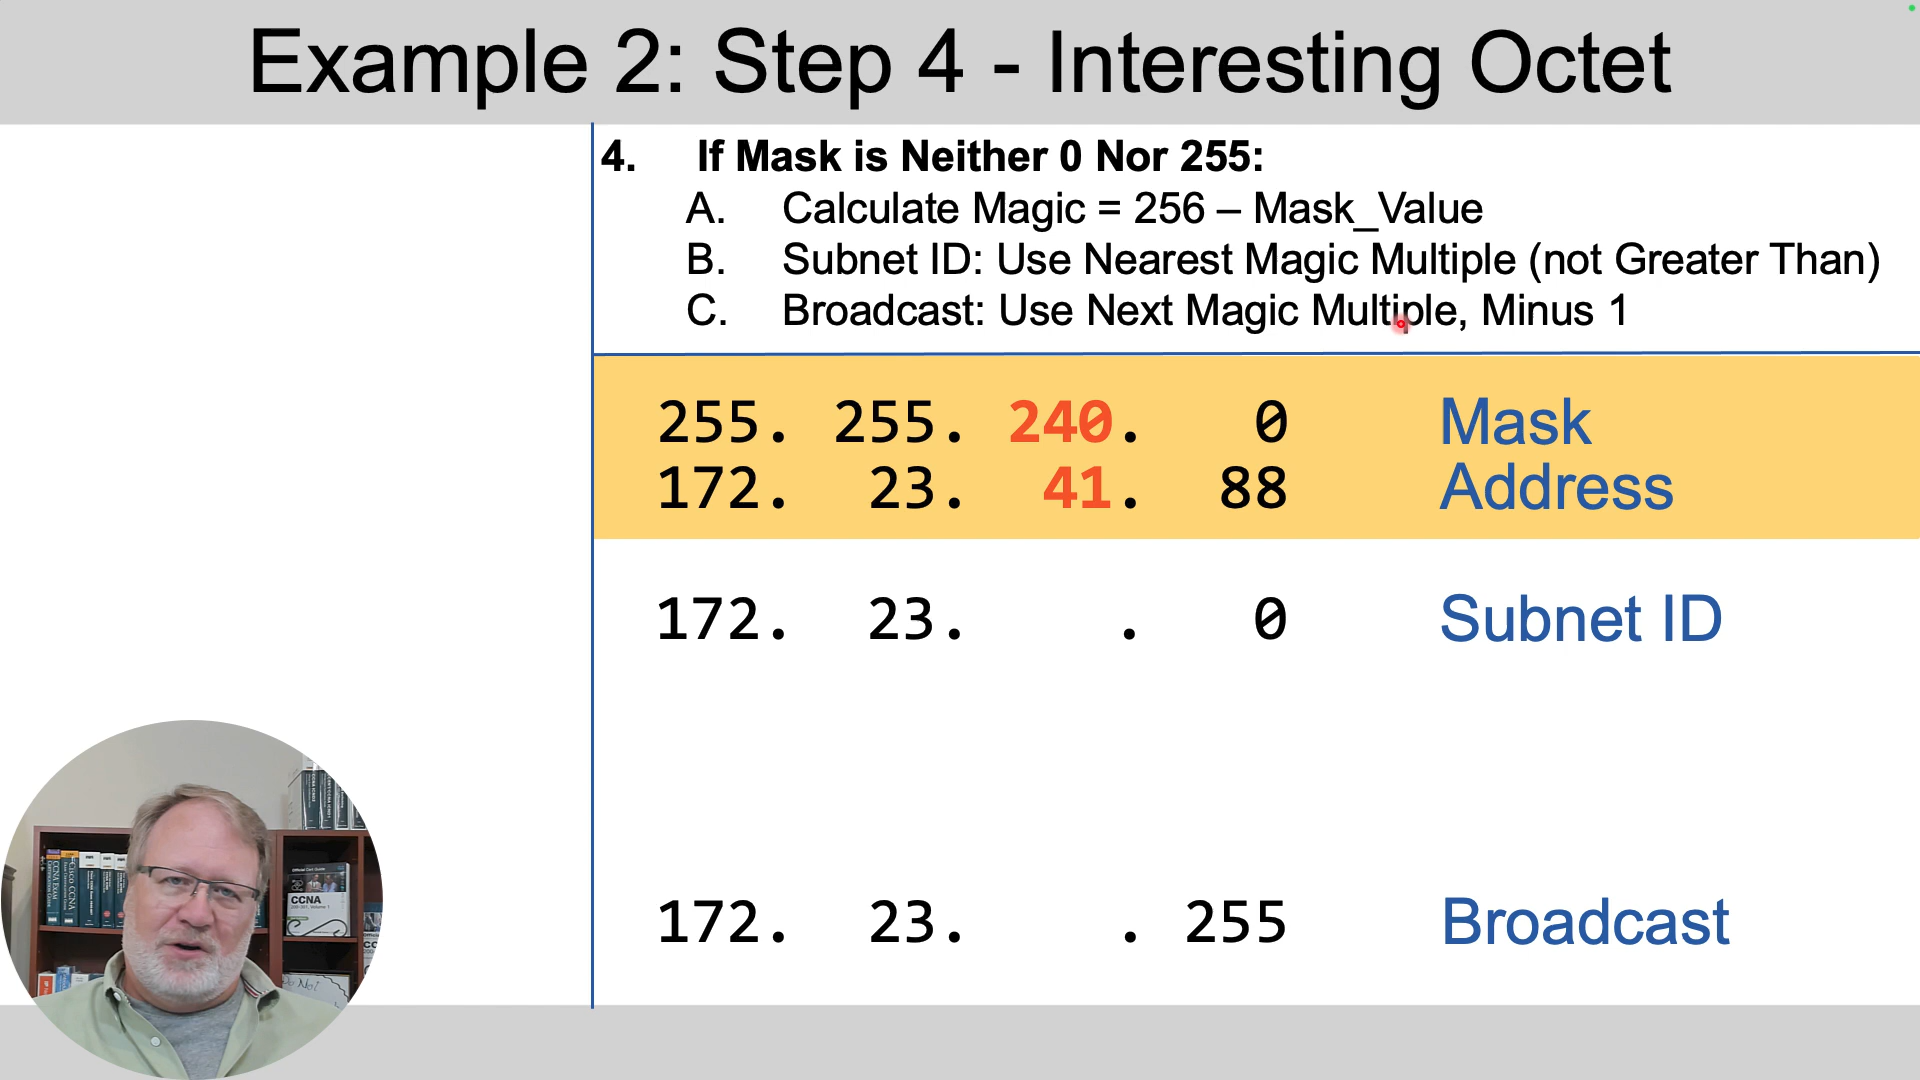 Example 2: Step 4 - Interesting Octet
4. If Mask is Neither 0 Nor 255:
A. Calculate Magic = 256 – Mask_Value
B. Subnet ID: Use Nearest Magic Multiple (not Greater Than)
C. Broadcast: Use Next Magic Multiple, Minus 1
255. 255. 240. 0 Mask
172. 23. 41. 88 Address
172. 23. . 0 Subnet ID
172. 23. . 255 Broadcast
CCNA